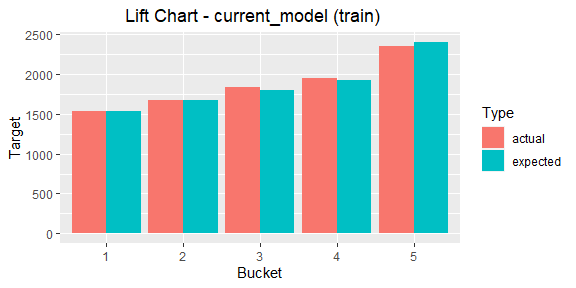 Lift Chart - current_model (train)
2500
2000
1500
1000
500
0
Target
1 2 3 4 5
Bucket
Type
actual
expected